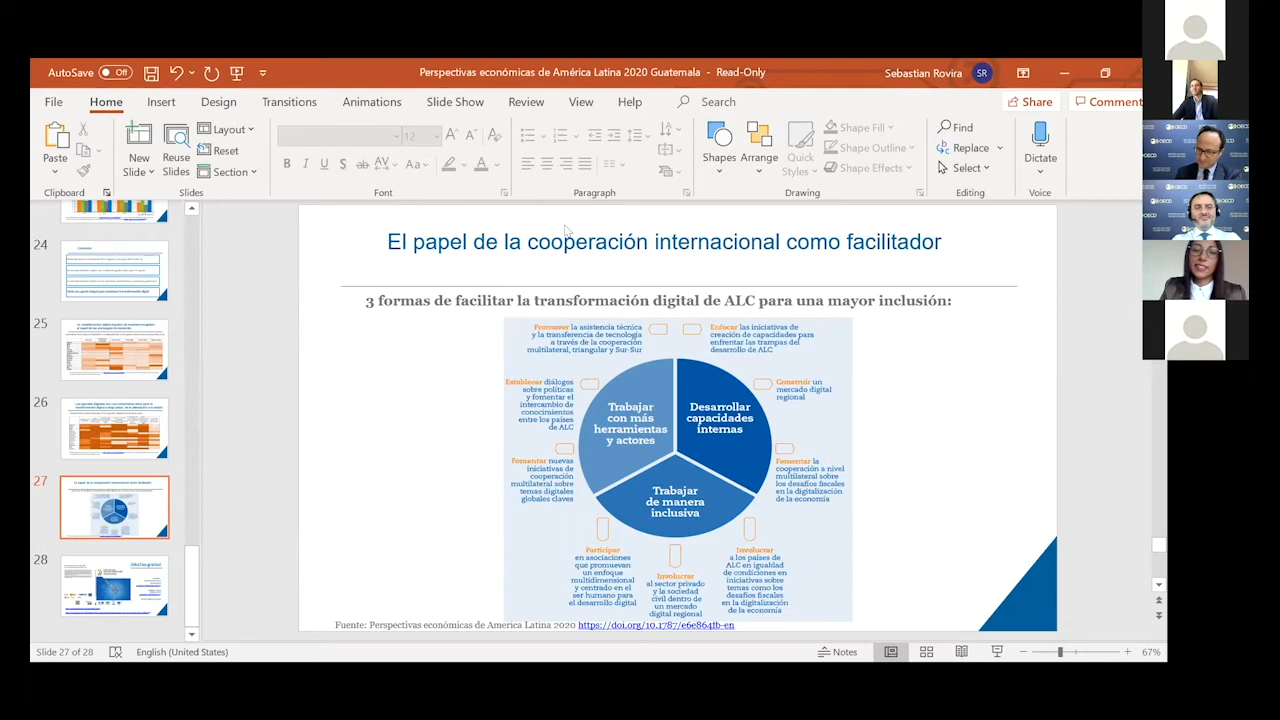 AutoSave Off
Perspectivas económicas de América Latina 2020 Guatemala - Read-Only
Sebastian Rovira SR
File Home Insert Design Transitions Animations Slide Show Review View Help Search
Share Comment
Paste
New Slide
Reuse Slides
Layout
Reset
Section
12
B I U S ab AV Aa A
Shapes Arrange Quick Styles
Shape Fill
Shape Outline
Shape Effects
Find
Replace
Select
Dictate
Clipboard Slides Font Paragraph Drawing Editing Voice
24
25
26
27
28
El papel de la cooperación internacional como facilitador
3 formas de facilitar la transformación digital de ALC para una mayor inclusión:
Promover la asistencia técnica
y la transferencia de tecnología
a través de la cooperación
multilateral, triangular y Sur-Sur
Enfocar las iniciativas de
creación de capacidades para
enfrentar las trampas del
desarrollo de ALC
Establecer diálogos
sobre políticas
y fomentar el
intercambio de
conocimientos
entre los países
de ALC
Construir un
mercado digital
regional
Trabajar
con más
herramientas
y actores
Desarrollar
capacidades
internas
Fomentar nuevas
iniciativas de
cooperación
multilateral sobre
temas digitales
globales claves
Fomentar la
cooperación a nivel
multilateral sobre
los desafíos fiscales
en la digitalización
de la economía
Trabajar
de manera
inclusiva
Participar
en asociaciones
que promuevan
un enfoque
multidimensional
y centrado en el
ser humano para
el desarrollo digital
Involucrar
al sector privado
y la sociedad
civil dentro de
un mercado
digital regional
Involucrar
a los países de
ALC en igualdad
de condiciones en
iniciativas sobre
temas como los
desafíos fiscales
en la digitalización
de la economía
Fuente: Perspectivas económicas de America Latina 2020 https://doi.org/10.1787/e6e864fb-en
Slide 27 of 28
English (United States)
Notes
67%
OECD
OECD